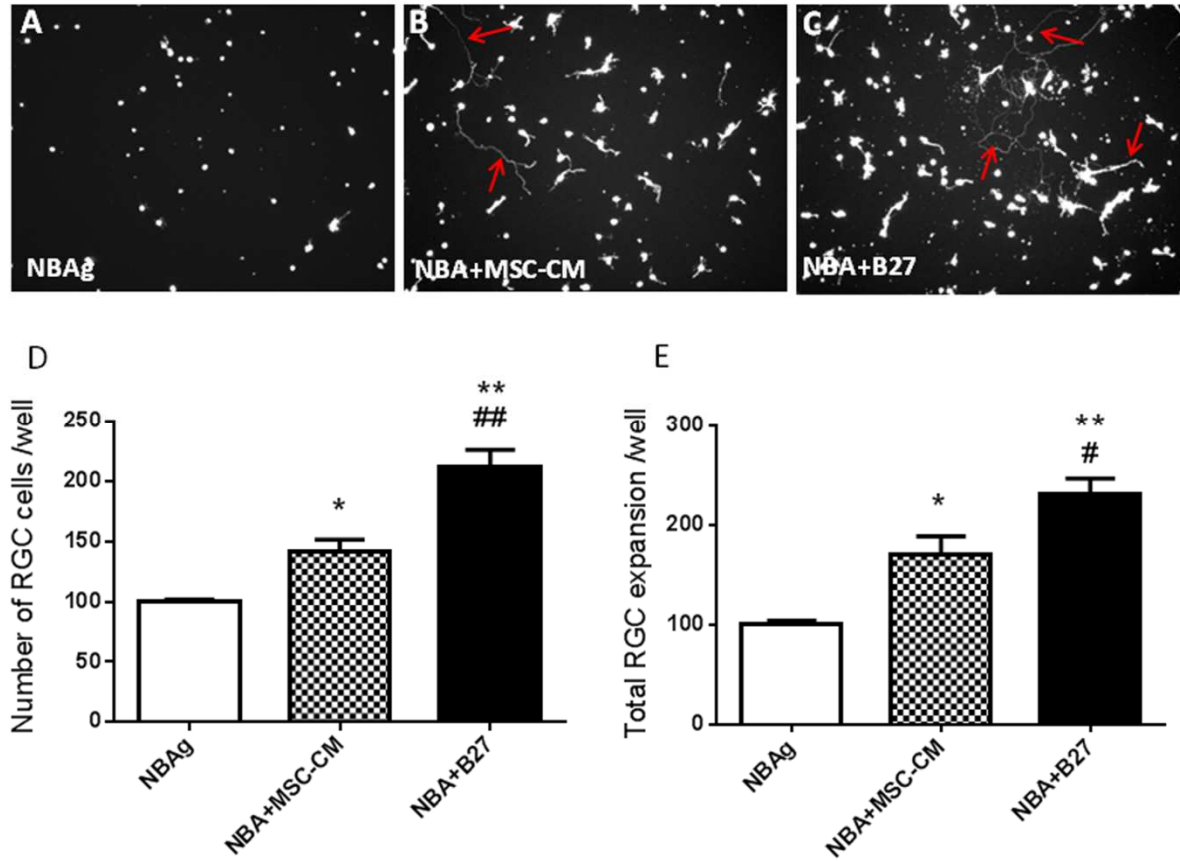 A
B
C
NBAg
NBA+MSC-CM
NBA+B27
D
Number of RGC cells /well
250
200
150
100
50
0
*
**
##
NBAg
NBA+MSC-CM
NBA+B27
E
Total RGC expansion /well
300
200
100
0
*
**
#
NBAg
NBA+MSC-CM
NBA+B27